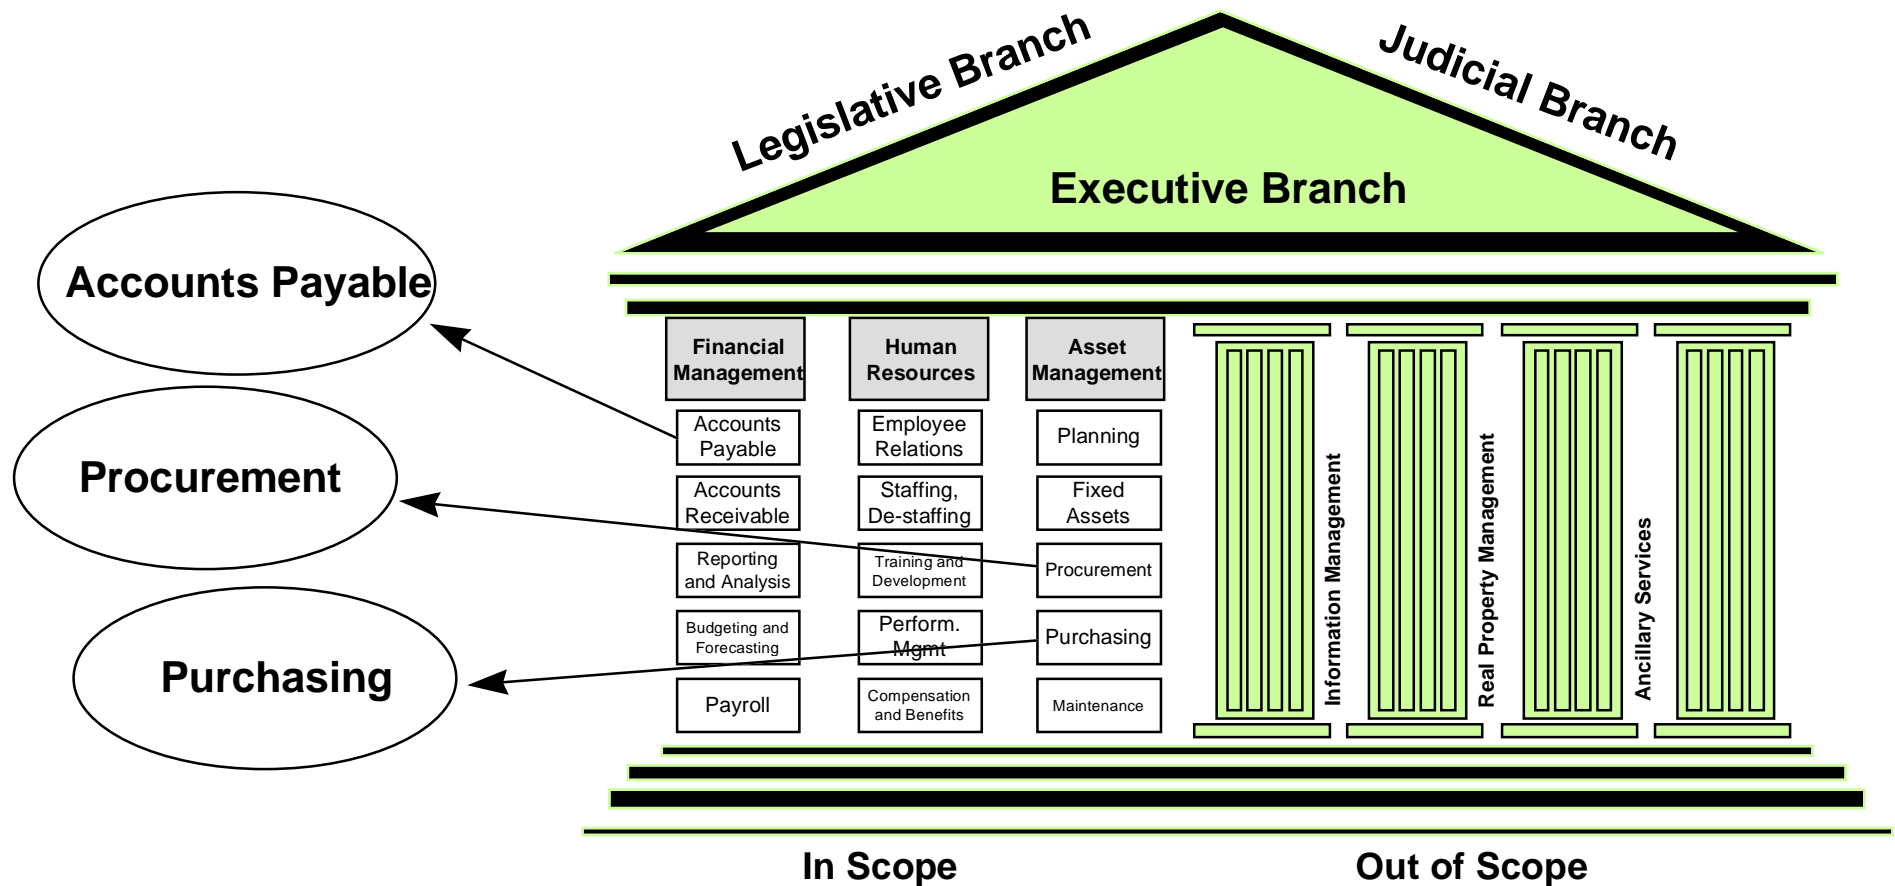 Legislative Branch
Judicial Branch
Executive Branch
Accounts Payable
Procurement
Purchasing
Financial
Management
Accounts
Payable
Accounts
Receivable
Reporting
and Analysis
Budgeting and
Forecasting
Payroll
Human
Resources
Employee
Relations
Staffing,
De-staffing
Training and
Development
Perform.
Mgmt
Compensation
and Benefits
Asset
Management
Planning
Fixed
Assets
Procurement
Purchasing
Maintenance
Information Management
Real Property Management
Ancillary Services
In Scope
Out of Scope